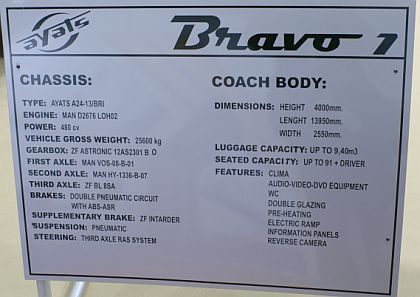 ayats
Bravo 1
CHASSIS:
TYPE: AYATS A24-13/BRI
ENGINE: MAN D2676 LOH02
POWER: 480 cv
VEHICLE GROSS WEIGHT: 25600 kg
GEARBOX: ZF ASTRONIC 12AS2301 B O
FIRST AXLE: MAN VOS-08-B-01
SECOND AXLE: MAN HY-1336-B-07
THIRD AXLE: ZF BL 8SA
BRAKES: DOUBLE PNEUMATIC CIRCUIT
WITH ABS-ASR
SUPPLEMENTARY BRAKE: ZF INTARDER
SUSPENSION: PNEUMATIC
STEERING: THIRD AXLE RAS SYSTEM
COACH BODY:
DIMENSIONS: HEIGHT 4000mm.
LENGHT 13950mm.
WIDTH 2550mm.
LUGGAGE CAPACITY: UP TO 9,40m3
SEATED CAPACITY: UP TO 91 + DRIVER
FEATURES: CLIMA
AUDIO-VIDEO-DVD EQUIPMENT
WC
DOUBLE GLAZING
PRE-HEATING
ELECTRIC RAMP
INFORMATION PANELS
REVERSE CAMERA